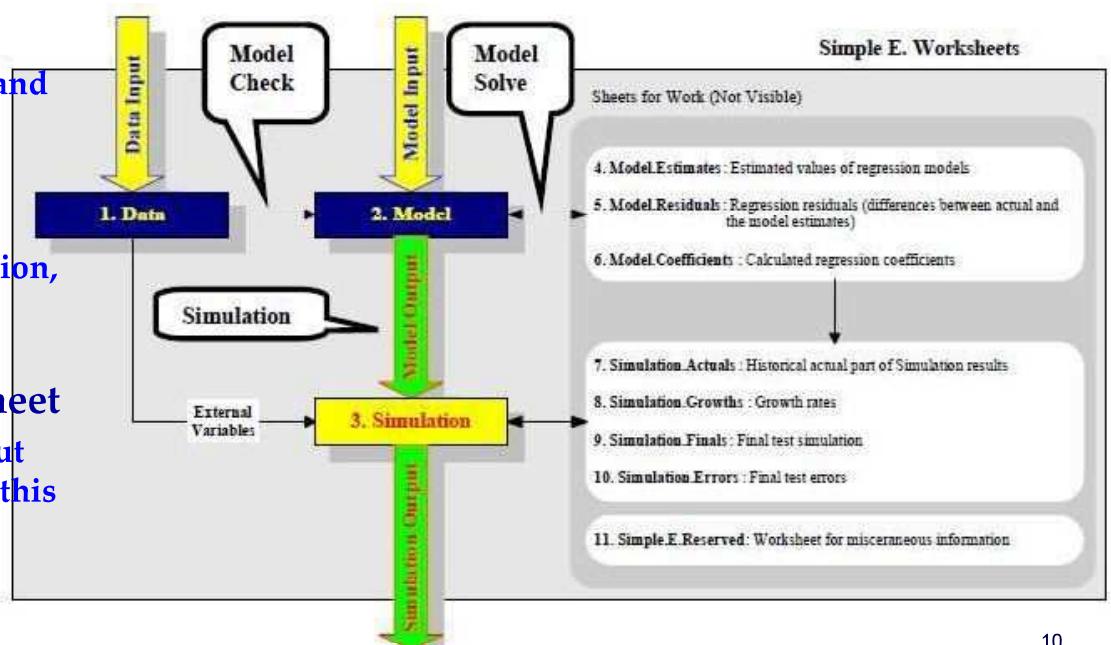 and
ion,
heet
ut
this
Simple E. Worksheets
Data Input
Model
Check
Model Input
Model
Solve
Sheets for Work (Not Visible)
1. Data
2. Model
4. Model.Estimates : Estimated values of regression models
5. Model.Residuals : Regression residuals (differences between actual and
the model estimates)
6. Model.Coefficients : Calculated regression coefficients
Simulation
Model Output
External
Variables
3. Simulation
7. Simulation.Actuals : Historical actual part of Simulation results
8. Simulation.Growths : Growth rates
9. Simulation.Finals : Final test simulation
10. Simulation.Errors : Final test errors
11. Simple.E.Reserved: Worksheet for misceraneous information
Simulation Output
10